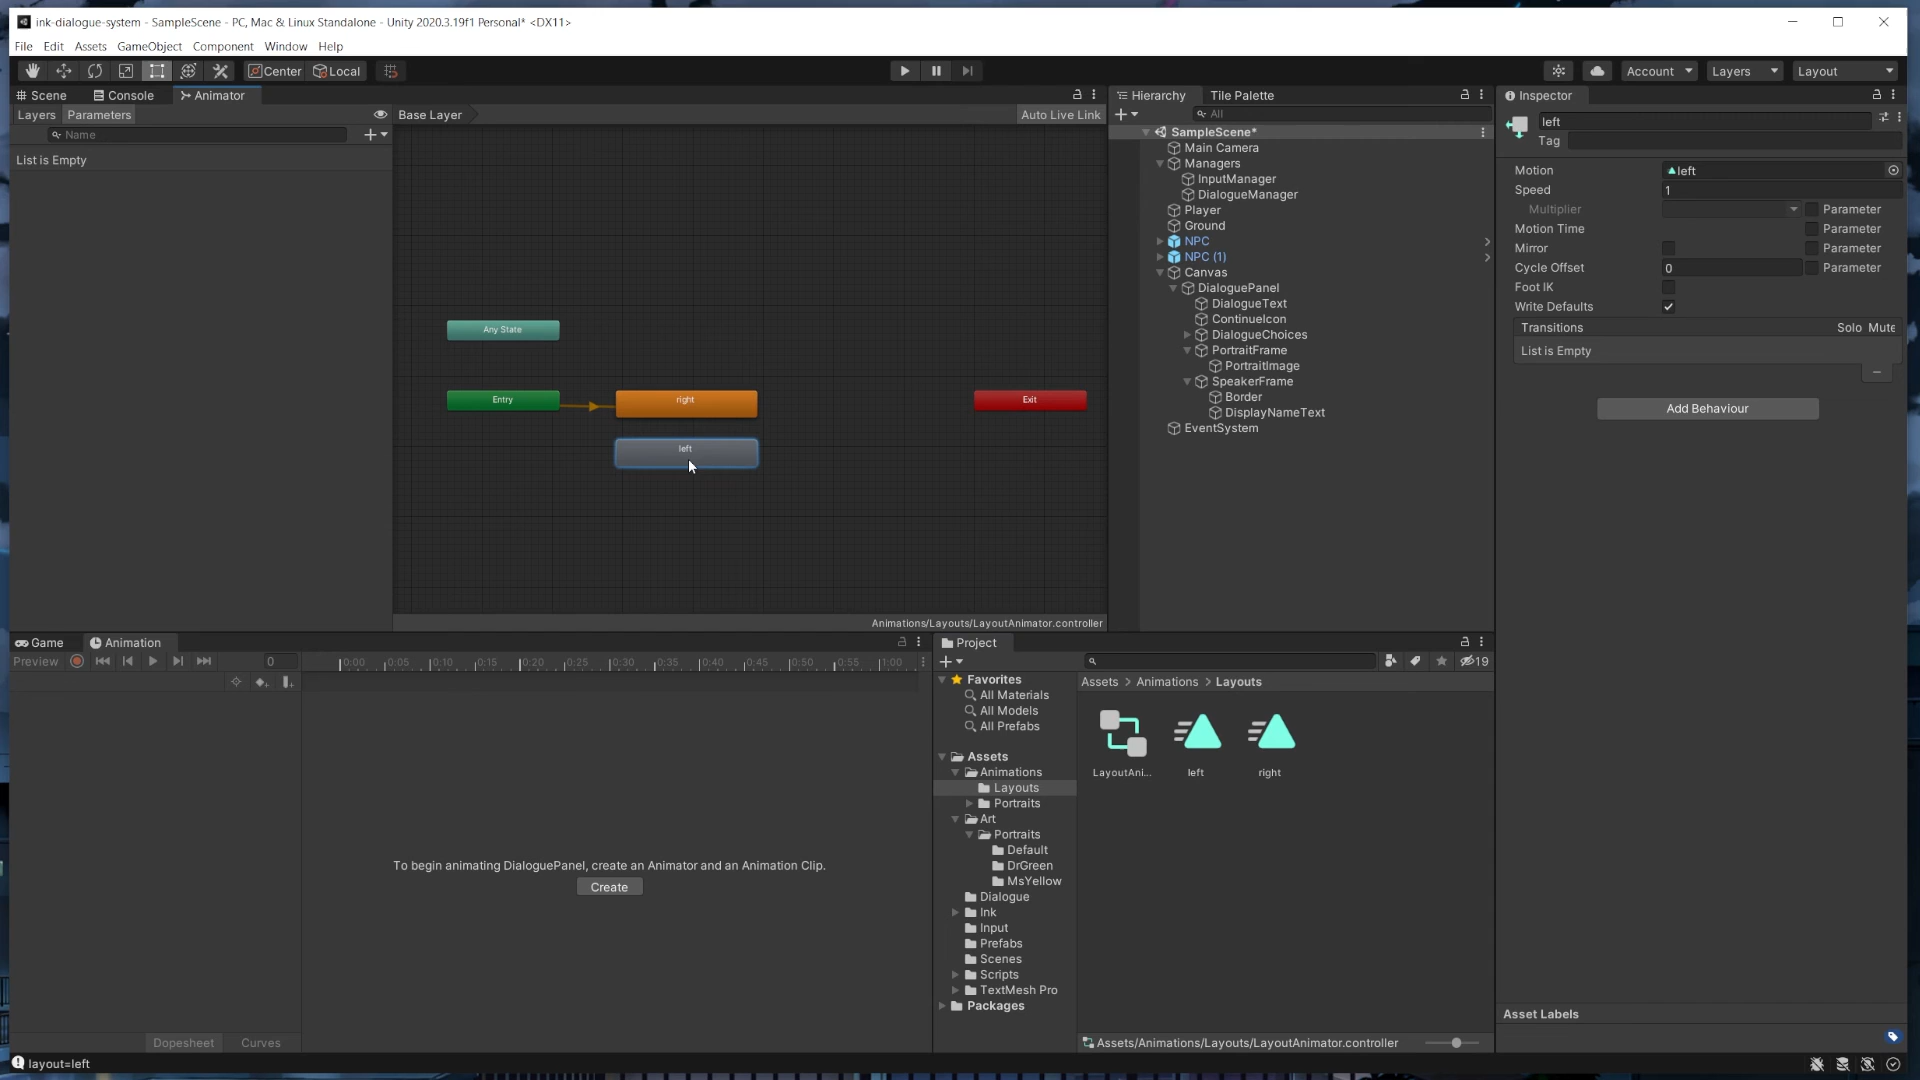 ink-dialogue-system - SampleScene - PC, Mac & Linux Standalone - Unity 2020.3.19f1 Personal* <DX11>
File Edit Assets GameObject Component Window Help
Center Local Account Layers Layout
Scene Console Animator
Layers Parameters
Name
List is Empty
Base Layer
Auto Live Link
Any State
Entry
right
left
Exit
Animations/Layouts/LayoutAnimator.controller
Hierarchy Tile Palette
All
SampleScene*
Main Camera
Managers
InputManager
DialogueManager
Player
Ground
NPC
NPC (1)
Canvas
DialoguePanel
DialogueText
ContinueIcon
DialogueChoices
PortraitFrame
PortraitImage
SpeakerFrame
Border
DisplayNameText
EventSystem
Inspector
left
Tag
Motion left
Speed 1
Multiplier Parameter
Motion Time Parameter
Mirror Parameter
Cycle Offset 0 Parameter
Foot IK
Write Defaults
Transitions Solo Mute
List is Empty
Add Behaviour
Asset Labels
Game Animation
Preview 0 0:00 0:05 0:10 0:15 0:20 0:25 0:30 0:35 0:40 0:45 0:50 0:55 1:00
To begin animating DialoguePanel, create an Animator and an Animation Clip.
Create
Dopesheet Curves
Project
19
Favorites
All Materials
All Models
All Prefabs
Assets
Animations
Layouts
Portraits
Art
Portraits
Default
DrGreen
MsYellow
Dialogue
Ink
Input
Prefabs
Scenes
Scripts
TextMesh Pro
Packages
Assets > Animations > Layouts
LayoutAni... left right
Assets/Animations/Layouts/LayoutAnimator.controller
layout=left